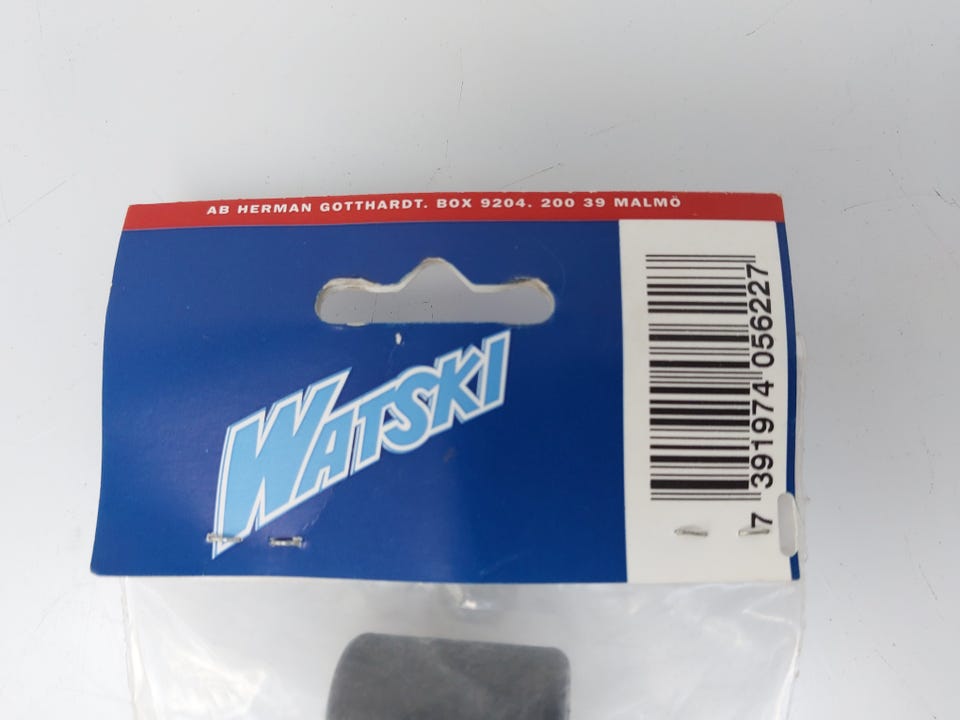 AB HERMAN GOTTHARDT. BOX 9204. 200 39 MALMÖ
WATSKI
7 391974 056227